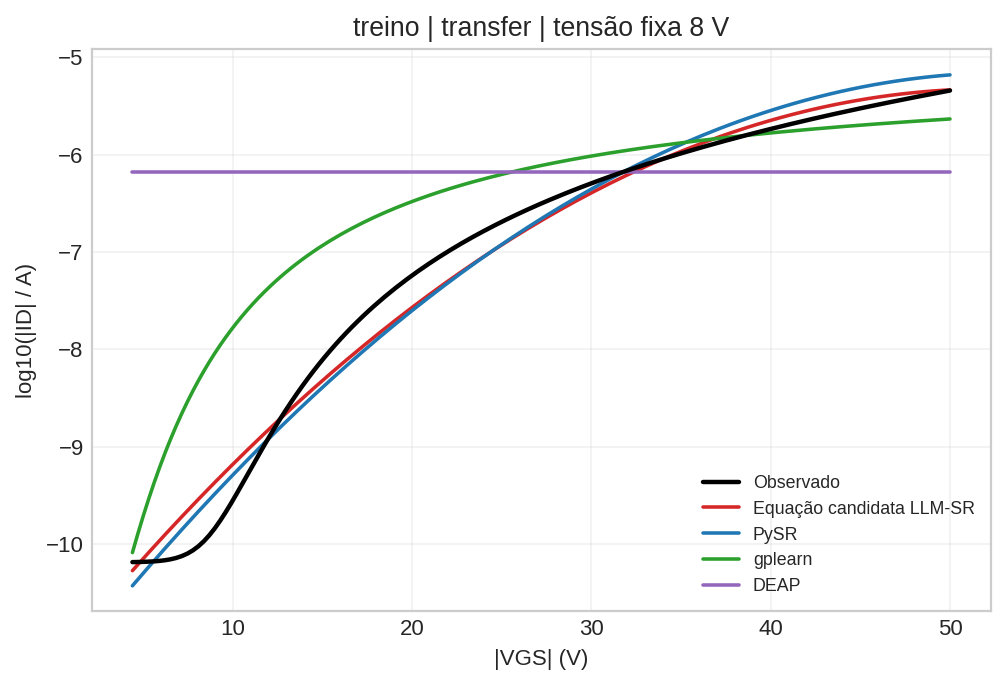 treino | transfer | tensão fixa 8 V
log10(|ID| / A)
−5
−6
−7
−8
−9
−10
10
20
30
40
50
|VGS| (V)
Observado
Equação candidata LLM-SR
PySR
gplearn
DEAP